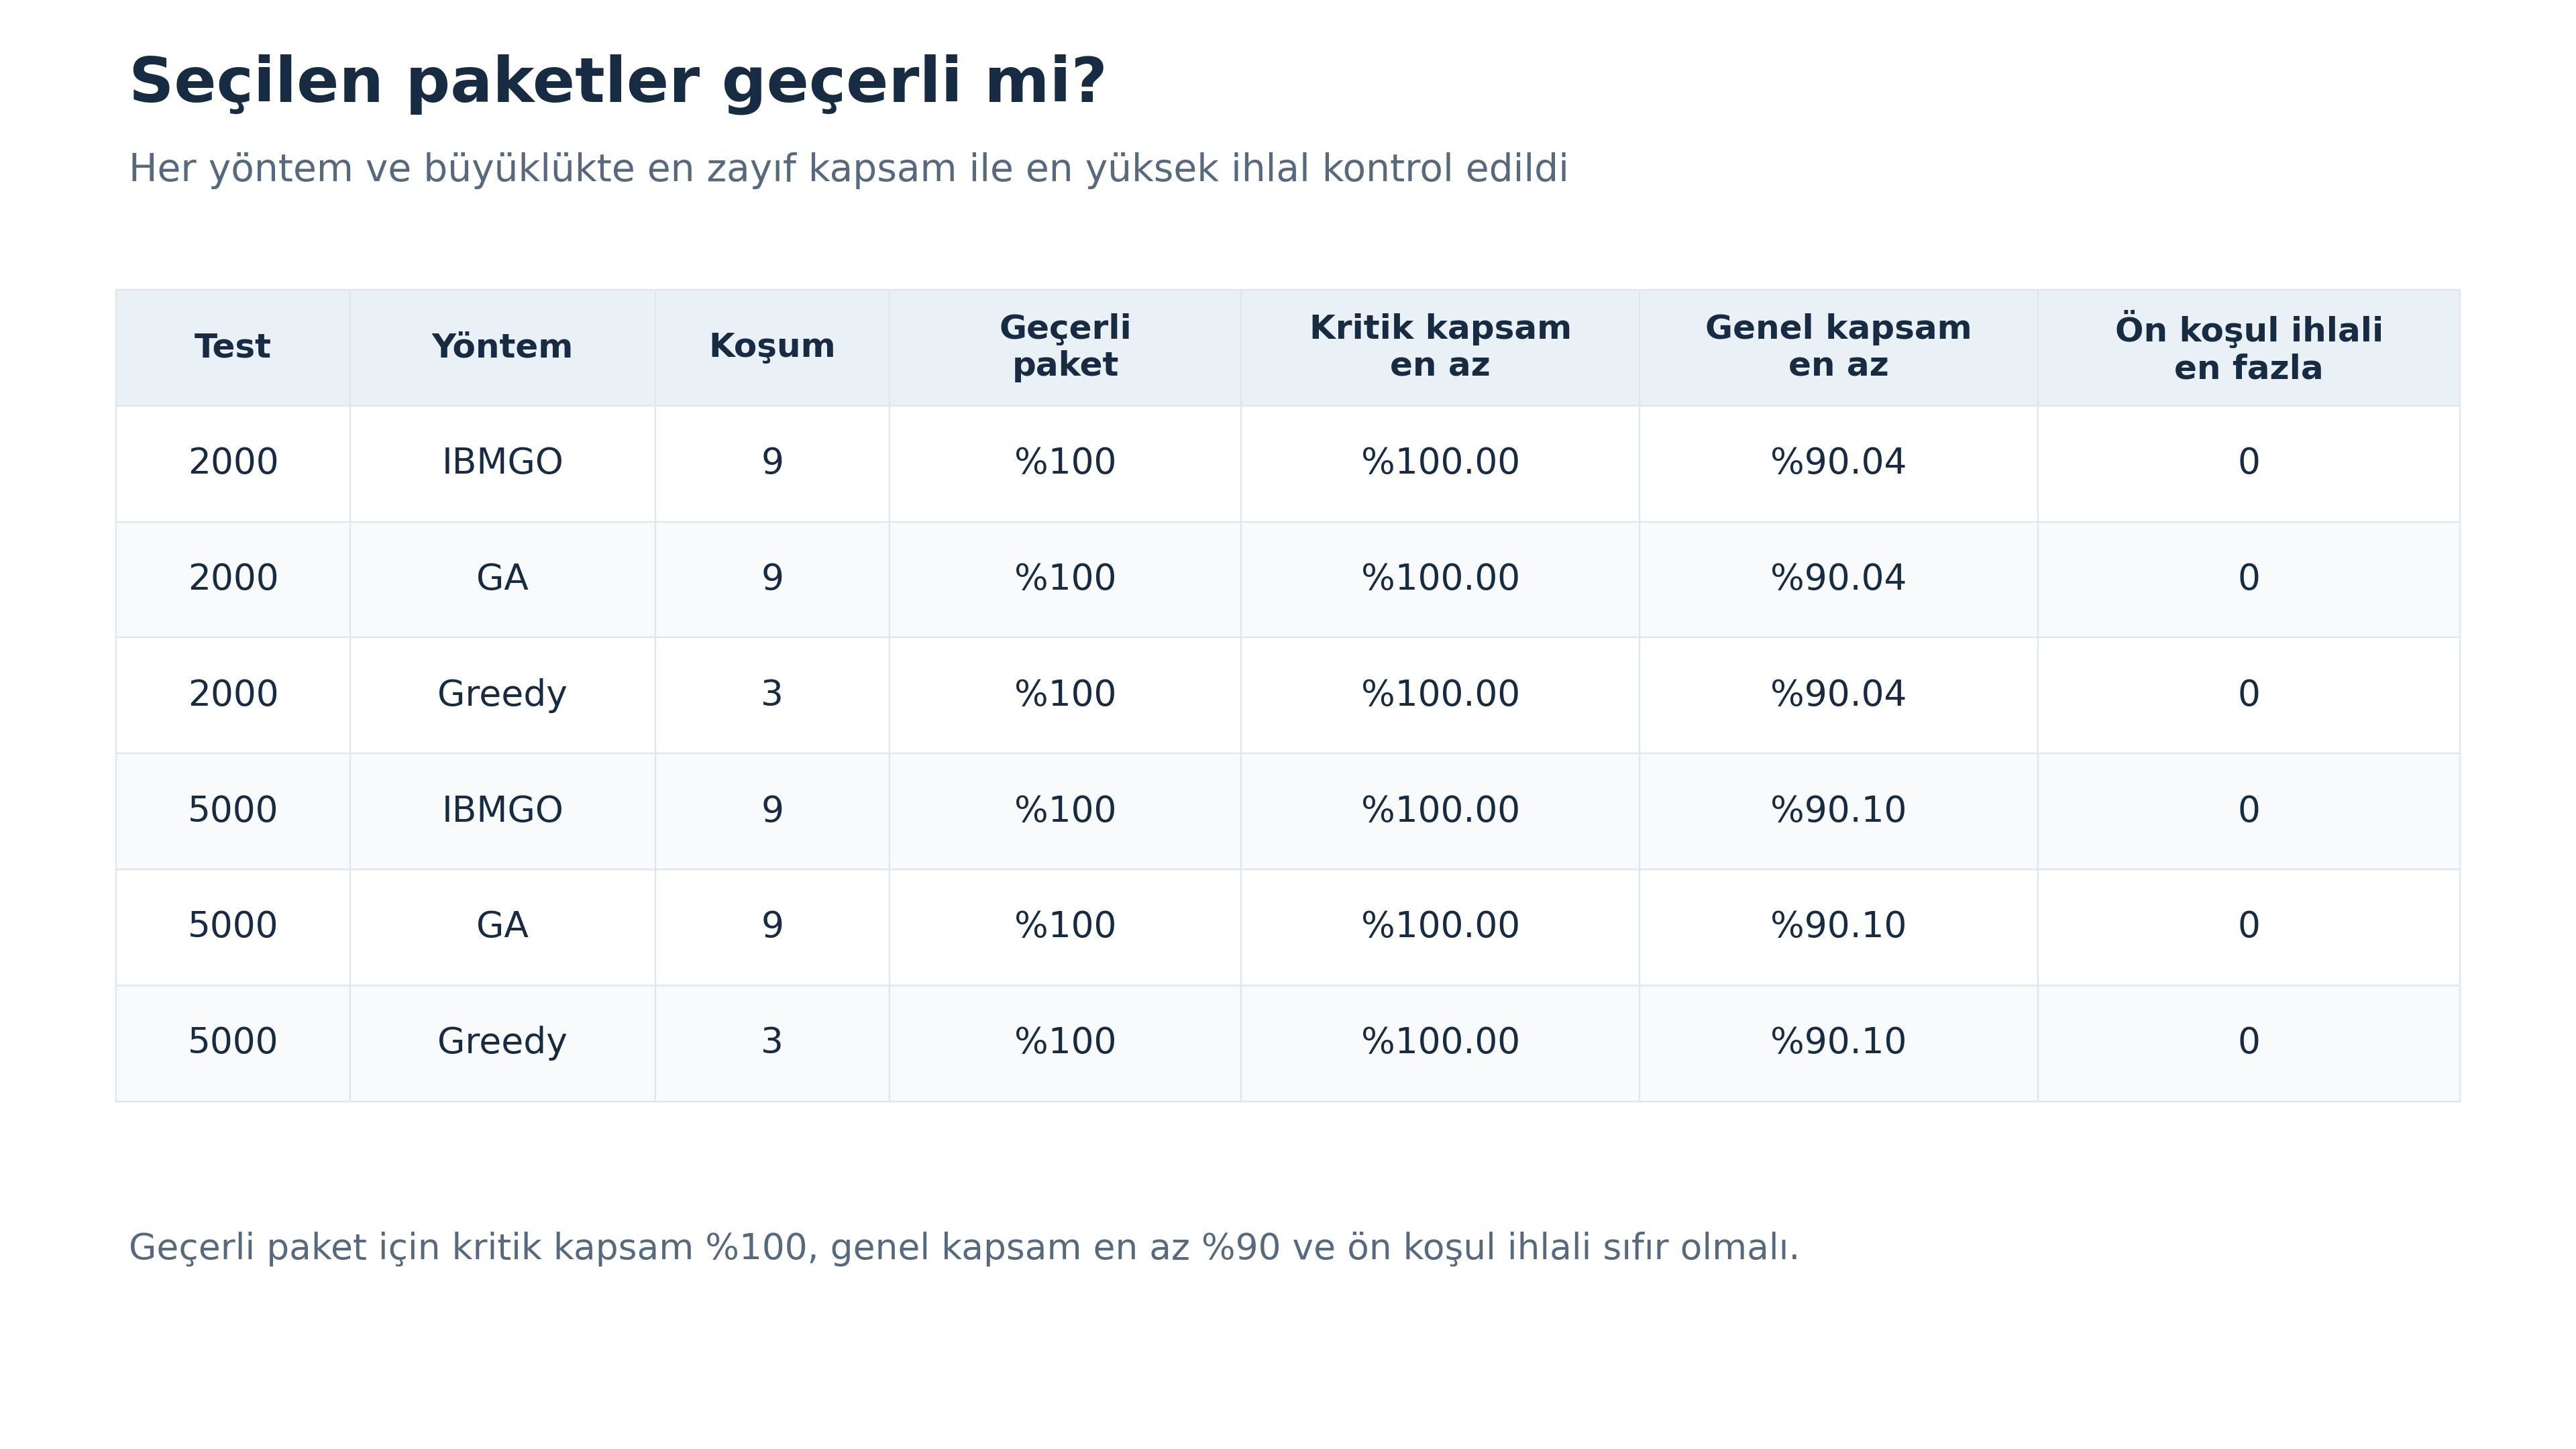 Seçilen paketler geçerli mi?
Her yöntem ve büyüklükte en zayıf kapsam ile en yüksek ihlal kontrol edildi
Test Yöntem Koşum Geçerli paket Kritik kapsam en az Genel kapsam en az Ön koşul ihlali en fazla
2000 IBMGO 9 %100 %100.00 %90.04 0
2000 GA 9 %100 %100.00 %90.04 0
2000 Greedy 3 %100 %100.00 %90.04 0
5000 IBMGO 9 %100 %100.00 %90.10 0
5000 GA 9 %100 %100.00 %90.10 0
5000 Greedy 3 %100 %100.00 %90.10 0
Geçerli paket için kritik kapsam %100, genel kapsam en az %90 ve ön koşul ihlali sıfır olmalı.